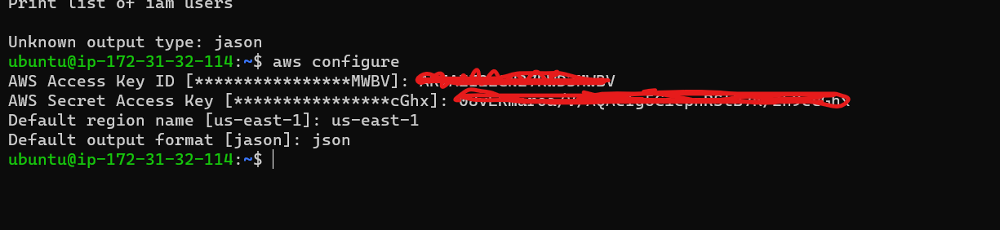 Print list of iam users
Unknown output type: jason
ubuntu@ip-172-31-32-114:~$ aws configure
AWS Access Key ID [****************MWBV]:
AWS Secret Access Key [****************cGhx]:
Default region name [us-east-1]: us-east-1
Default output format [jason]: json
ubuntu@ip-172-31-32-114:~$